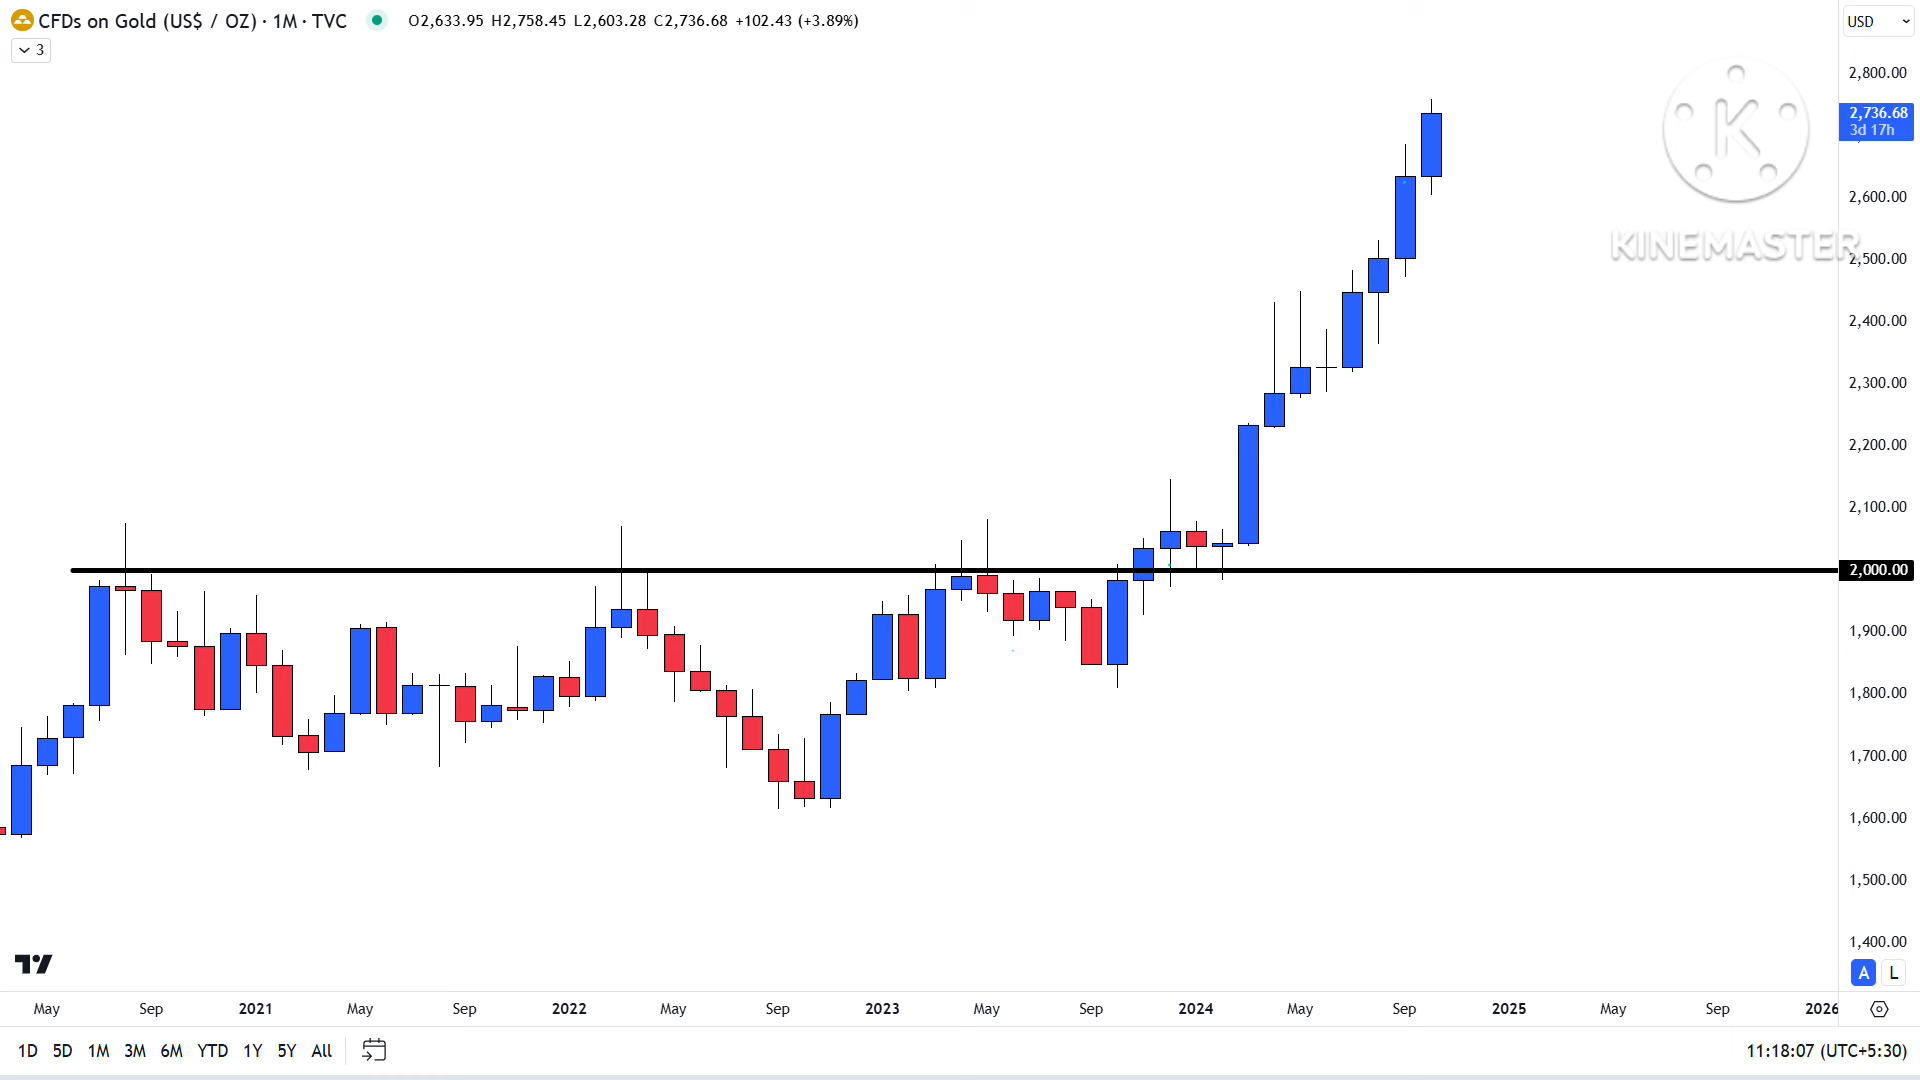 CFDs on Gold (US$ / OZ) · 1M · TVC O2,633.95 H2,758.45 L2,603.28 C2,736.68 +102.43 (+3.89%)
USD
3
2,800.00
2,736.68
3d 17h
K
2,600.00
KINEMASTER
2,500.00
2,400.00
2,300.00
2,200.00
2,100.00
2,000.00
1,900.00
1,800.00
1,700.00
1,600.00
1,500.00
1,400.00
A L
May Sep 2021 May Sep 2022 May Sep 2023 May Sep 2024 May Sep 2025 May Sep 2026
1D 5D 1M 3M 6M YTD 1Y 5Y All 11:18:07 (UTC+5:30)